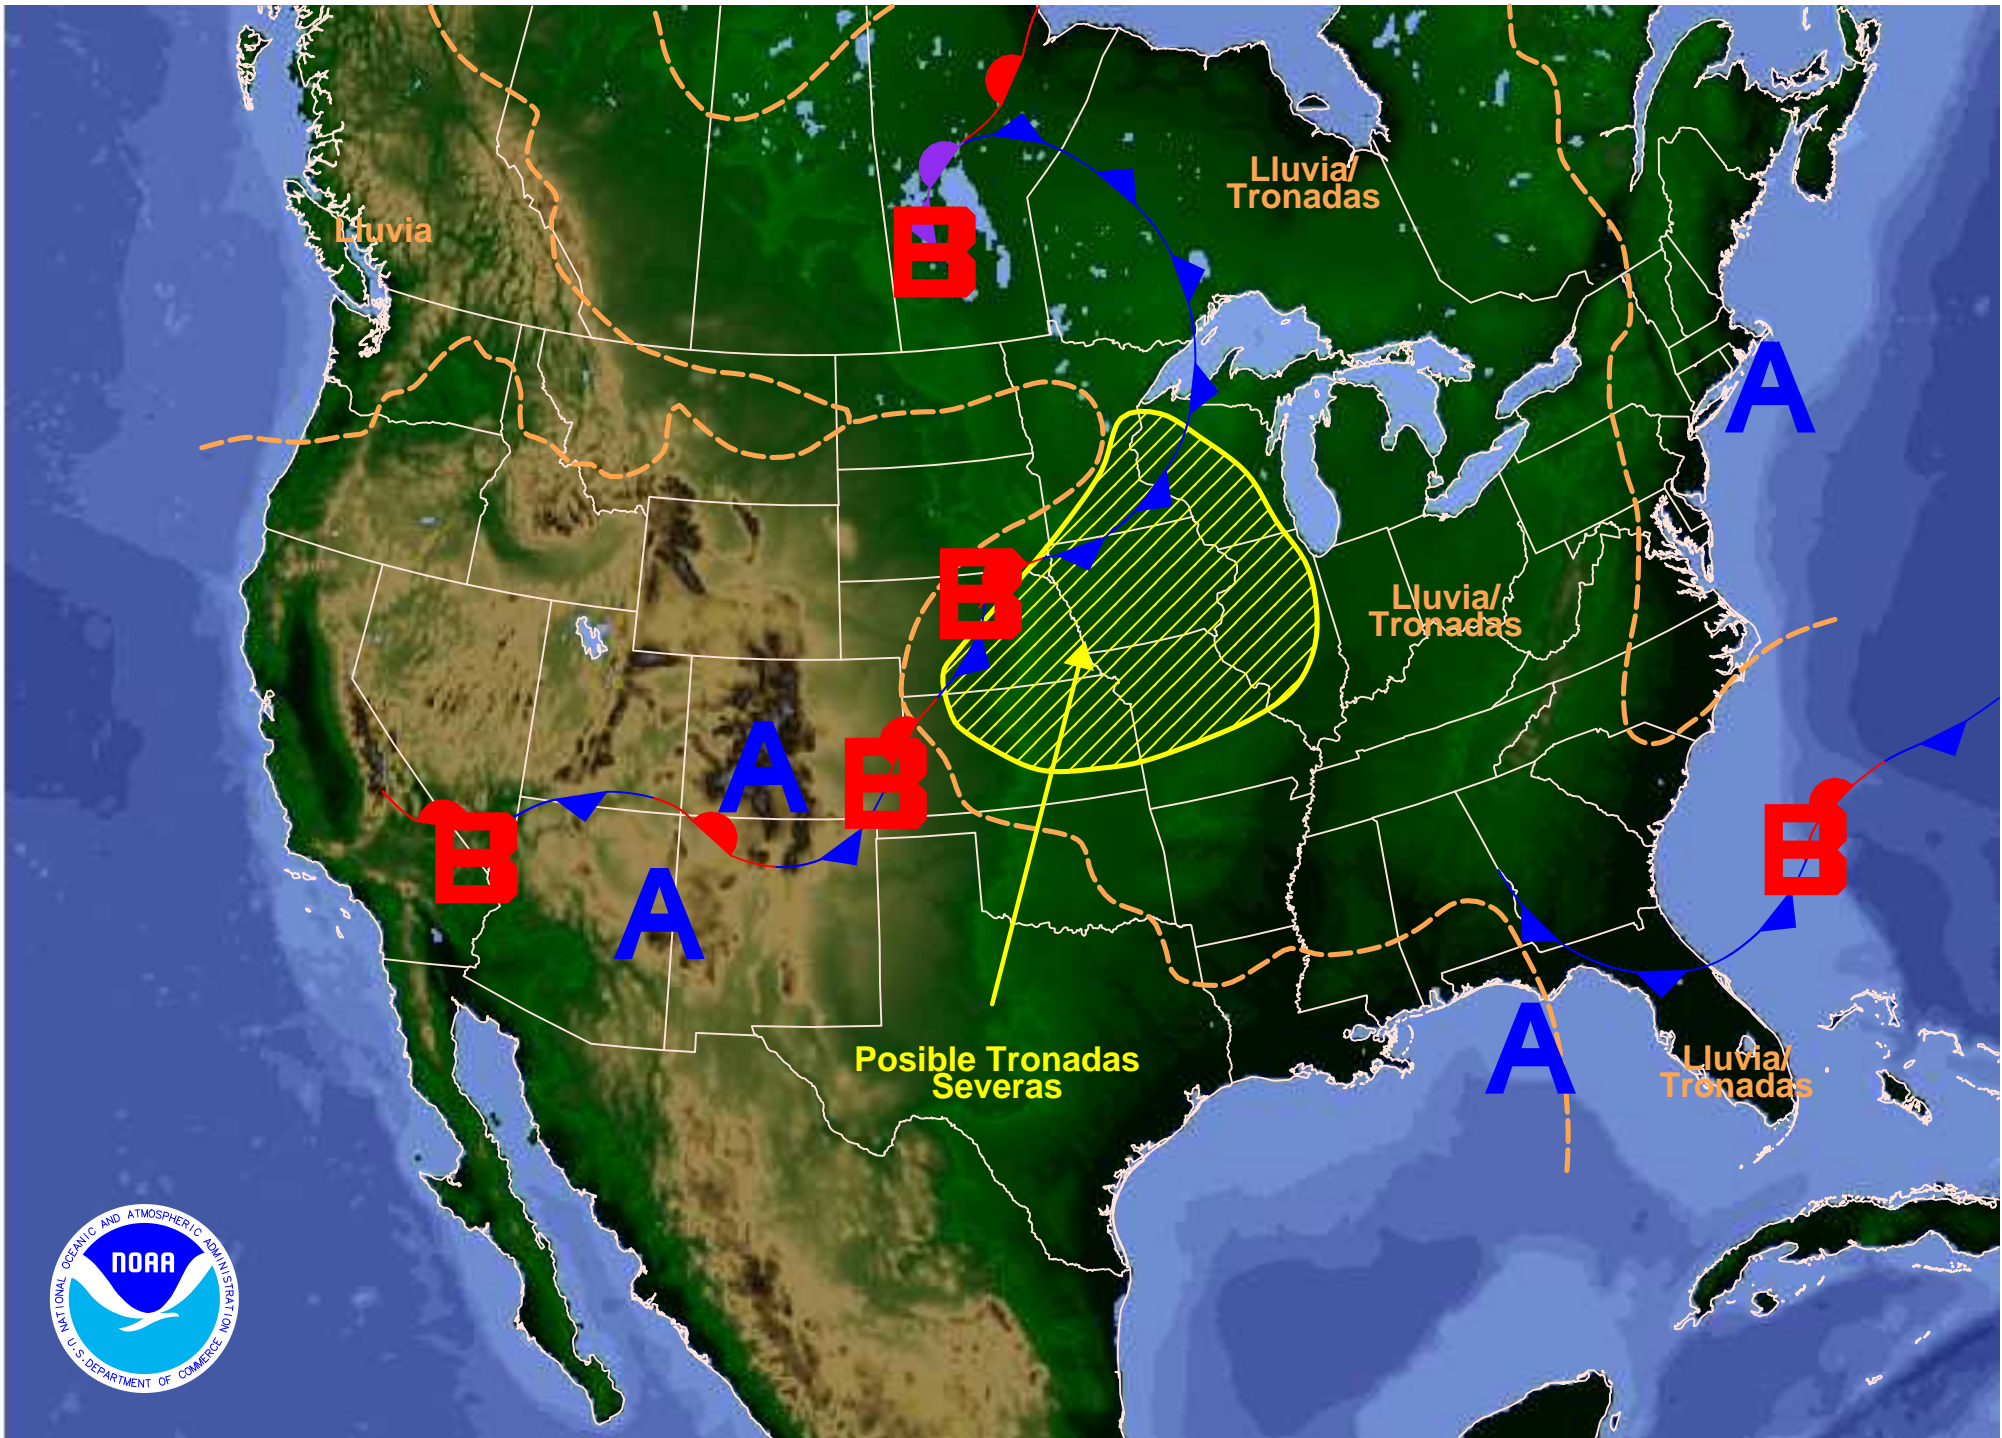 Lluvia/
Tronadas
Lluvia
B
A
B
Lluvia/
Tronadas
A
B
B
B
A
A
Posible Tronadas
Severas
Lluvia/
Tronadas
NATIONAL OCEANIC AND ATMOSPHERIC ADMINISTRATION
NOAA
U.S. DEPARTMENT OF COMMERCE